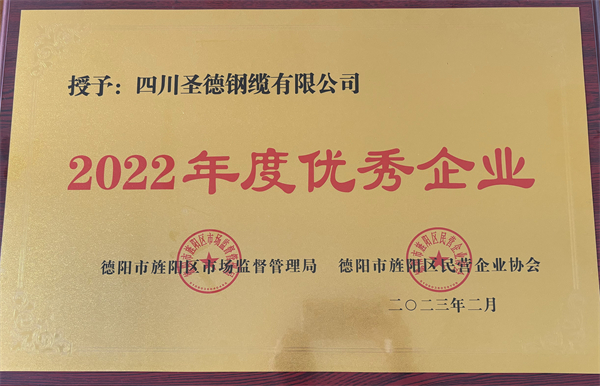 授予：四川圣德钢缆有限公司
2022年度优秀企业
德阳市旌阳区市场监督管理局 德阳市旌阳区民营企业协会
二〇二三年二月